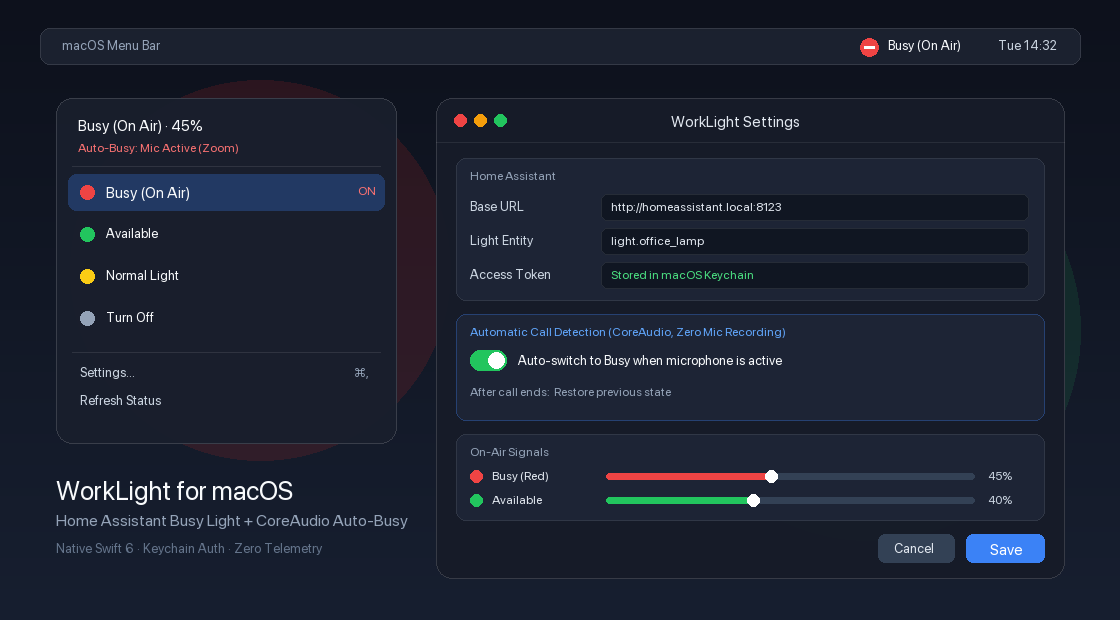 macOS Menu Bar
Busy (On Air)
Tue 14:32
Busy (On Air) · 45%
Auto-Busy: Mic Active (Zoom)
Busy (On Air)
ON
Available
Normal Light
Turn Off
Settings...
⌘,
Refresh Status
WorkLight for macOS
Home Assistant Busy Light + CoreAudio Auto-Busy
Native Swift 6 · Keychain Auth · Zero Telemetry
WorkLight Settings
Home Assistant
Base URL
http://homeassistant.local:8123
Light Entity
light.office_lamp
Access Token
Stored in macOS Keychain
Automatic Call Detection (CoreAudio, Zero Mic Recording)
Auto-switch to Busy when microphone is active
After call ends: Restore previous state
On-Air Signals
Busy (Red)
45%
Available
40%
Cancel
Save